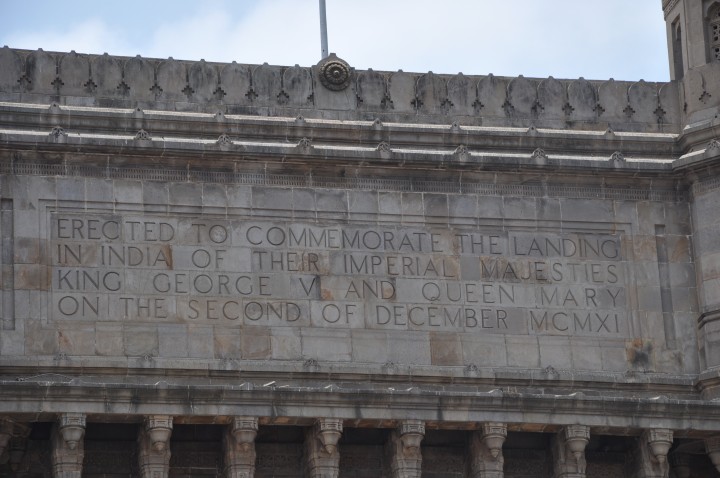 ERECTED TO COMMEMORATE THE LANDING
IN INDIA OF THEIR IMPERIAL MAJESTIES
KING GEORGE V AND QUEEN MARY
ON THE SECOND OF DECEMBER MCMXI